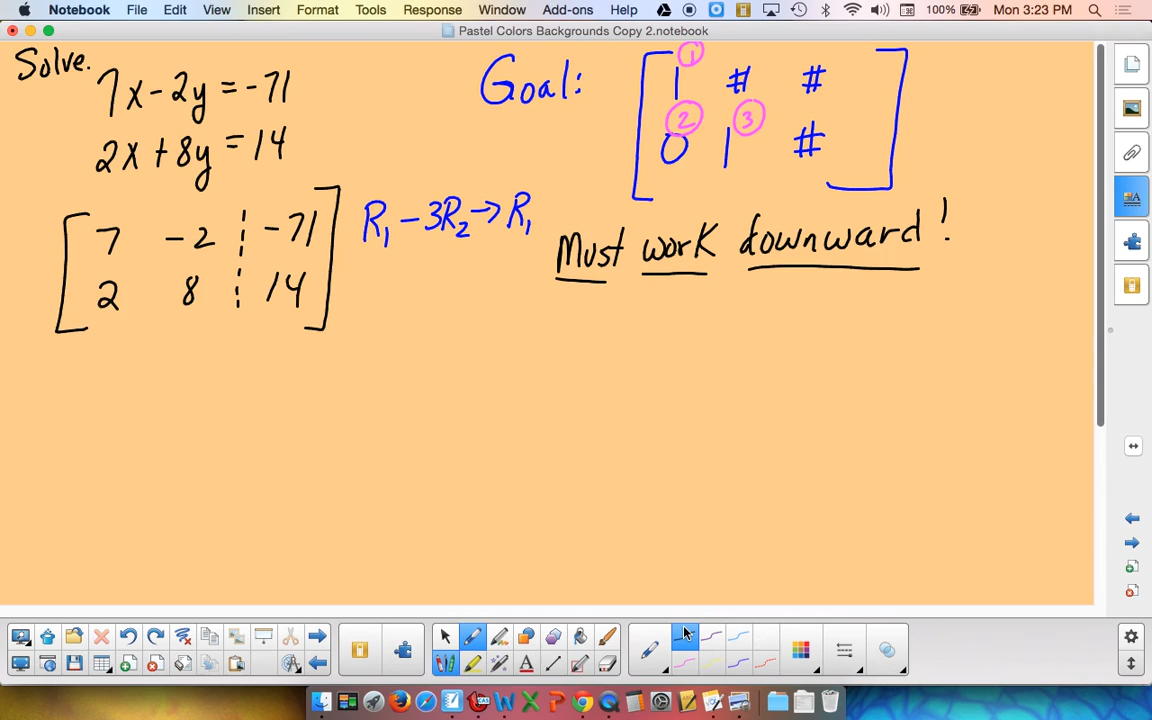 Notebook File Edit View Insert Format Tools Response Window Add-ons Help 100% Mon 3:23 PM
Pastel Colors Backgrounds Copy 2.notebook
Solve.
7x - 2y = -71
2x + 8y = 14
Goal:
1 # #
0 1 #
1
2 3
7 -2 -71
2 8 14
R₁ - 3R₂ → R₁
Must work downward!